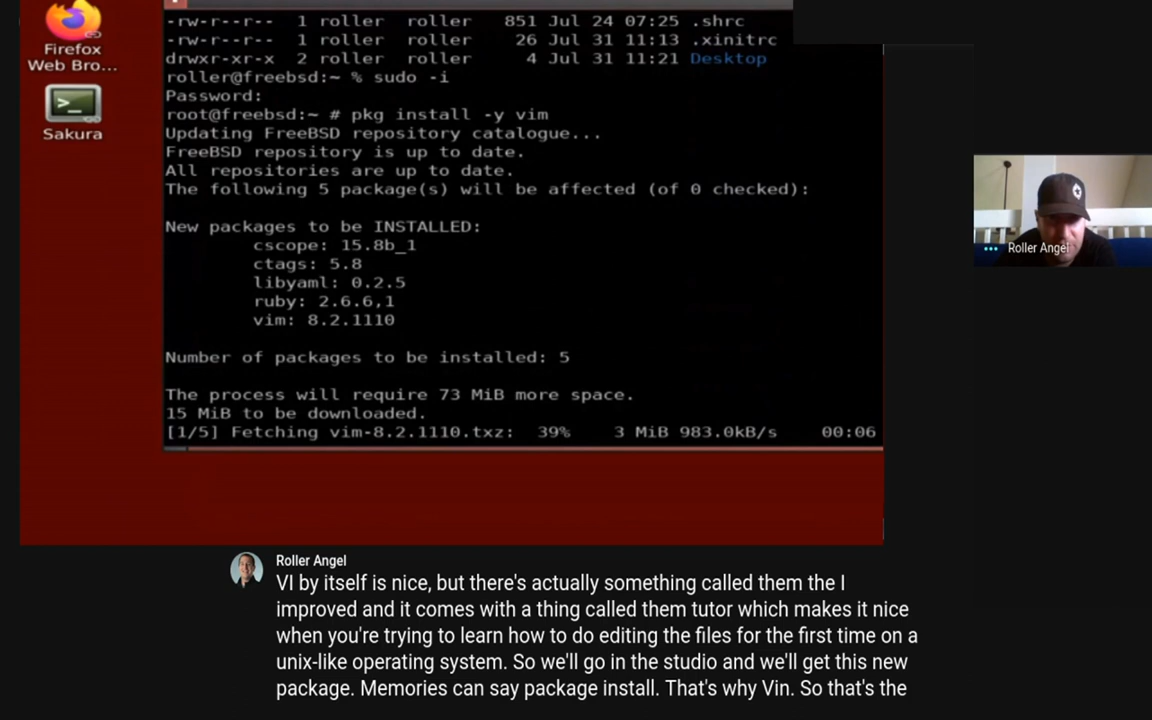 Firefox
Web Bro...
Sakura
-rw-r--r-- 1 roller roller 851 Jul 24 07:25 .shrc
-rw-r--r-- 1 roller roller 26 Jul 31 11:13 .xinitrc
drwxr-xr-x 2 roller roller 4 Jul 31 11:21 Desktop
roller@freebsd:~ % sudo -i
Password:
root@freebsd:~ # pkg install -y vim
Updating FreeBSD repository catalogue...
FreeBSD repository is up to date.
All repositories are up to date.
The following 5 package(s) will be affected (of 0 checked):
New packages to be INSTALLED:
cscope: 15.8b_1
ctags: 5.8
libyaml: 0.2.5
ruby: 2.6.6,1
vim: 8.2.1110
Number of packages to be installed: 5
The process will require 73 MiB more space.
15 MiB to be downloaded.
[1/5] Fetching vim-8.2.1110.txz: 39% 3 MiB 983.0kB/s 00:06
Roller Angel
Roller Angel
VI by itself is nice, but there's actually something called them the I
improved and it comes with a thing called them tutor which makes it nice
when you're trying to learn how to do editing the files for the first time on a
unix-like operating system. So we'll go in the studio and we'll get this new
package. Memories can say package install. That's why Vin. So that's the